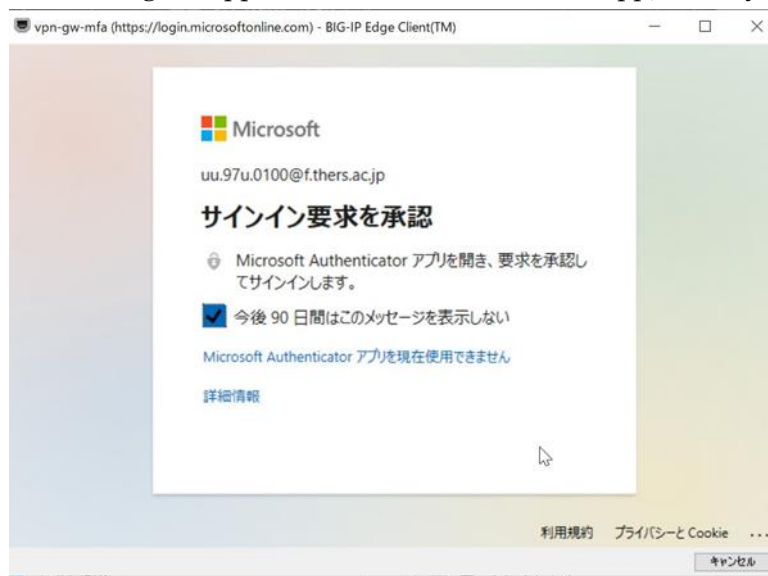 vpn-gw-mfa (https://login.microsoftonline.com) - BIG-IP Edge Client(TM)
Microsoft
uu.97u.0100@f.thers.ac.jp
サインイン要求を承認
Microsoft Authenticator アプリを開き、要求を承認し
てサインインします。
今後 90 日間はこのメッセージを表示しない
Microsoft Authenticator アプリを現在使用できません
詳細情報
利用規約 プライバシーと Cookie ...
キャンセル